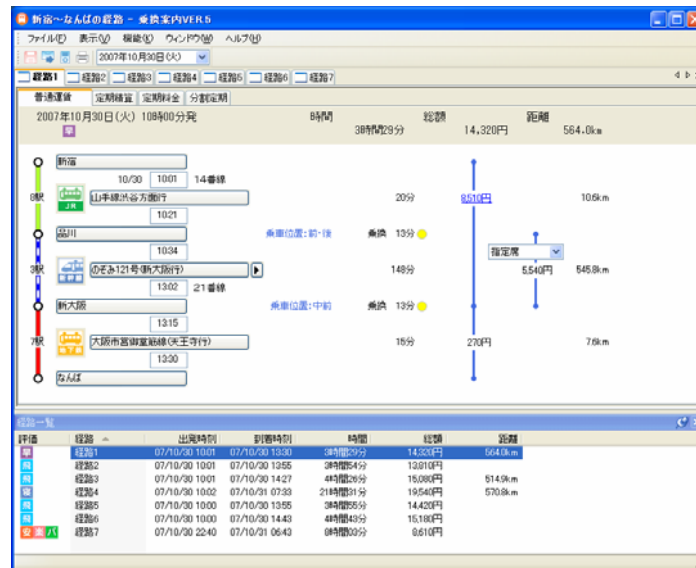 新宿～なんばの経路 - 乗換案内VER.5
ファイル(F) 表示(V) 機能(K) ウィンドウ(W) ヘルプ(H)
2007年10月30日(火)
経路1 経路2 経路3 経路4 経路5 経路6 経路7
普通運賃 定期積算 定期料金 分割定期
2007年10月30日(火) 10時00分発 時間 総額 距離
早 3時間29分 14,320円 564.0km
新宿
10/30 10:01 14番線
8駅 JR 山手線渋谷方面行 20分 8,510円 10.6km
10:21
品川 乗車位置:前・後 乗換 13分
10:34 指定席
3駅 のぞみ121号(新大阪行) 148分 5,540円 545.8km
13:02 21番線
新大阪 乗車位置:中前 乗換 13分
13:15
7駅 大阪市営御堂筋線(天王寺行) 15分 270円 7.6km
13:30
なんば
経路一覧
評価 経路 出発時刻 到着時刻 時間 総額 距離
早 経路1 07/10/30 10:01 07/10/30 13:30 3時間29分 14,320円 564.0km
飛 経路2 07/10/30 10:01 07/10/30 13:55 3時間54分 13,810円
飛 経路3 07/10/30 10:01 07/10/30 14:27 4時間26分 15,080円 514.9km
寝 経路4 07/10/30 10:02 07/10/31 07:33 21時間31分 19,540円 570.8km
飛 経路5 07/10/30 10:00 07/10/30 13:55 3時間55分 14,420円
飛 経路6 07/10/30 10:00 07/10/30 14:43 4時間43分 15,180円
安 楽 バ 経路7 07/10/30 22:40 07/10/31 06:43 8時間03分 8,610円